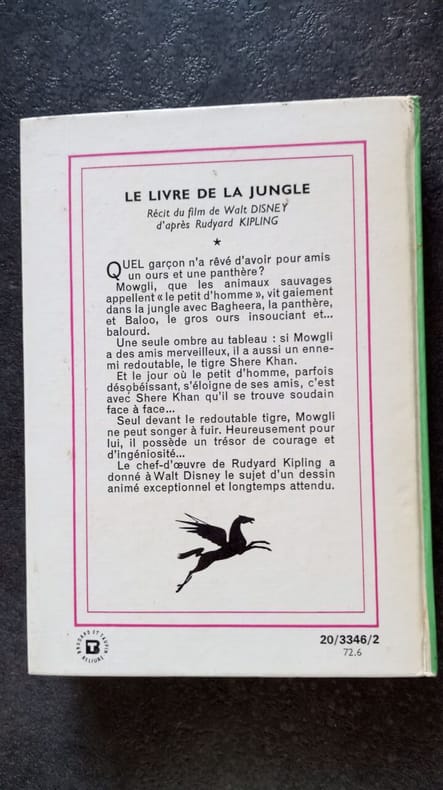 LE LIVRE DE LA JUNGLE
Récit du film de Walt DISNEY
d'après Rudyard KIPLING
★
QUEL garçon n'a rêvé d'avoir pour amis
un ours et une panthère?
Mowgli, que les animaux sauvages
appellent « le petit d'homme », vit gaiement
dans la jungle avec Bagheera, la panthère,
et Baloo, le gros ours insouciant et...
balourd.
Une seule ombre au tableau : si Mowgli
a des amis merveilleux, il a aussi un enne-
mi redoutable, le tigre Shere Khan.
Et le jour où le petit d'homme, parfois
désobéissant, s'éloigne de ses amis, c'est
avec Shere Khan qu'il se trouve soudain
face à face...
Seul devant le redoutable tigre, Mowgli
ne peut songer à fuir. Heureusement pour
lui, il possède un trésor de courage et
d'ingéniosité...
Le chef-d'œuvre de Rudyard Kipling a
donné à Walt Disney le sujet d'un dessin
animé exceptionnel et longtemps attendu.
BRODARD ET TAUPIN
BT
RELIURE
20/3346/2
72.6